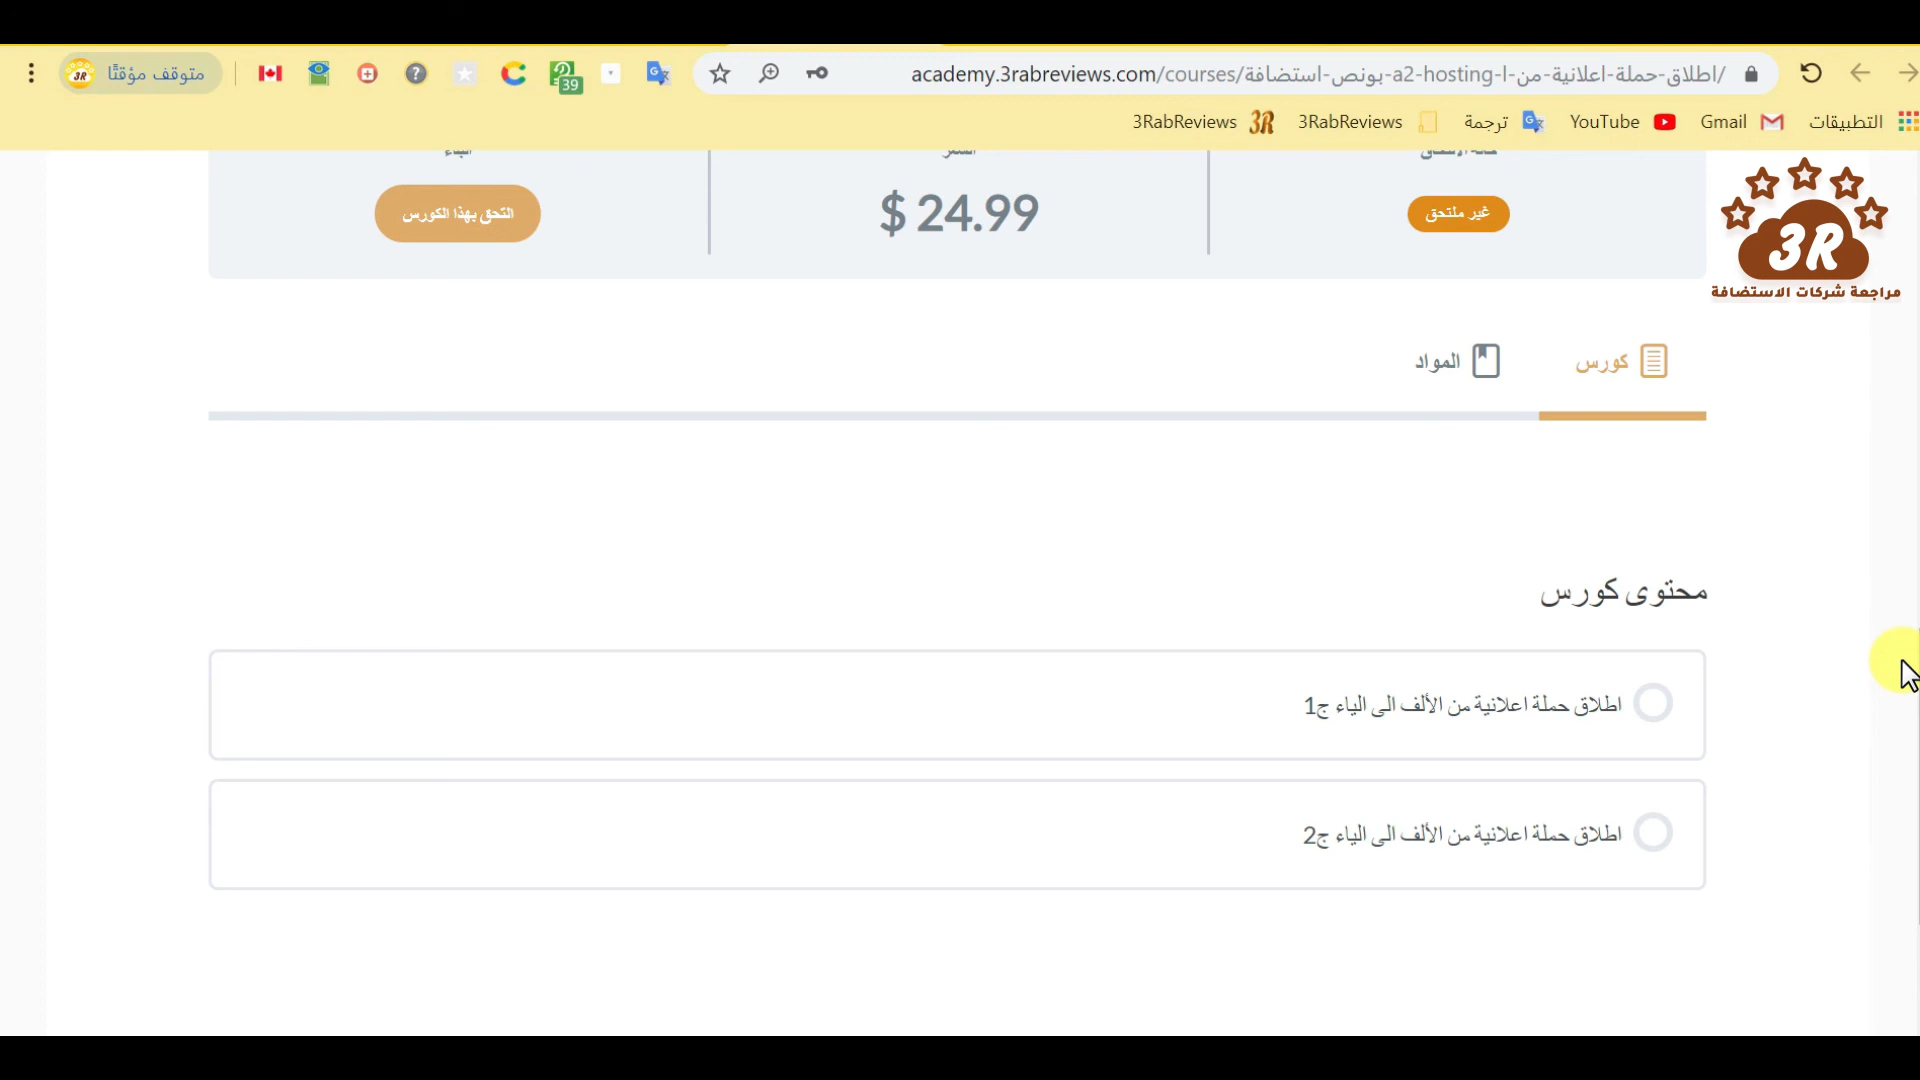 متوقف مؤقتًا
39
academy.3rabreviews.com/courses/اطلاق-حملة-اعلانية-من-ا-a2-hosting-بونص-استضافة/
التطبيقات
Gmail
YouTube
ترجمة
3RabReviews
3RabReviews
غير ملتحق
$ 24.99
التحق بهذا الكورس
3R
مراجعة شركات الاستضافة
كورس
المواد
محتوى كورس
اطلاق حملة اعلانية من الألف الى الياء ج1
اطلاق حملة اعلانية من الألف الى الياء ج2